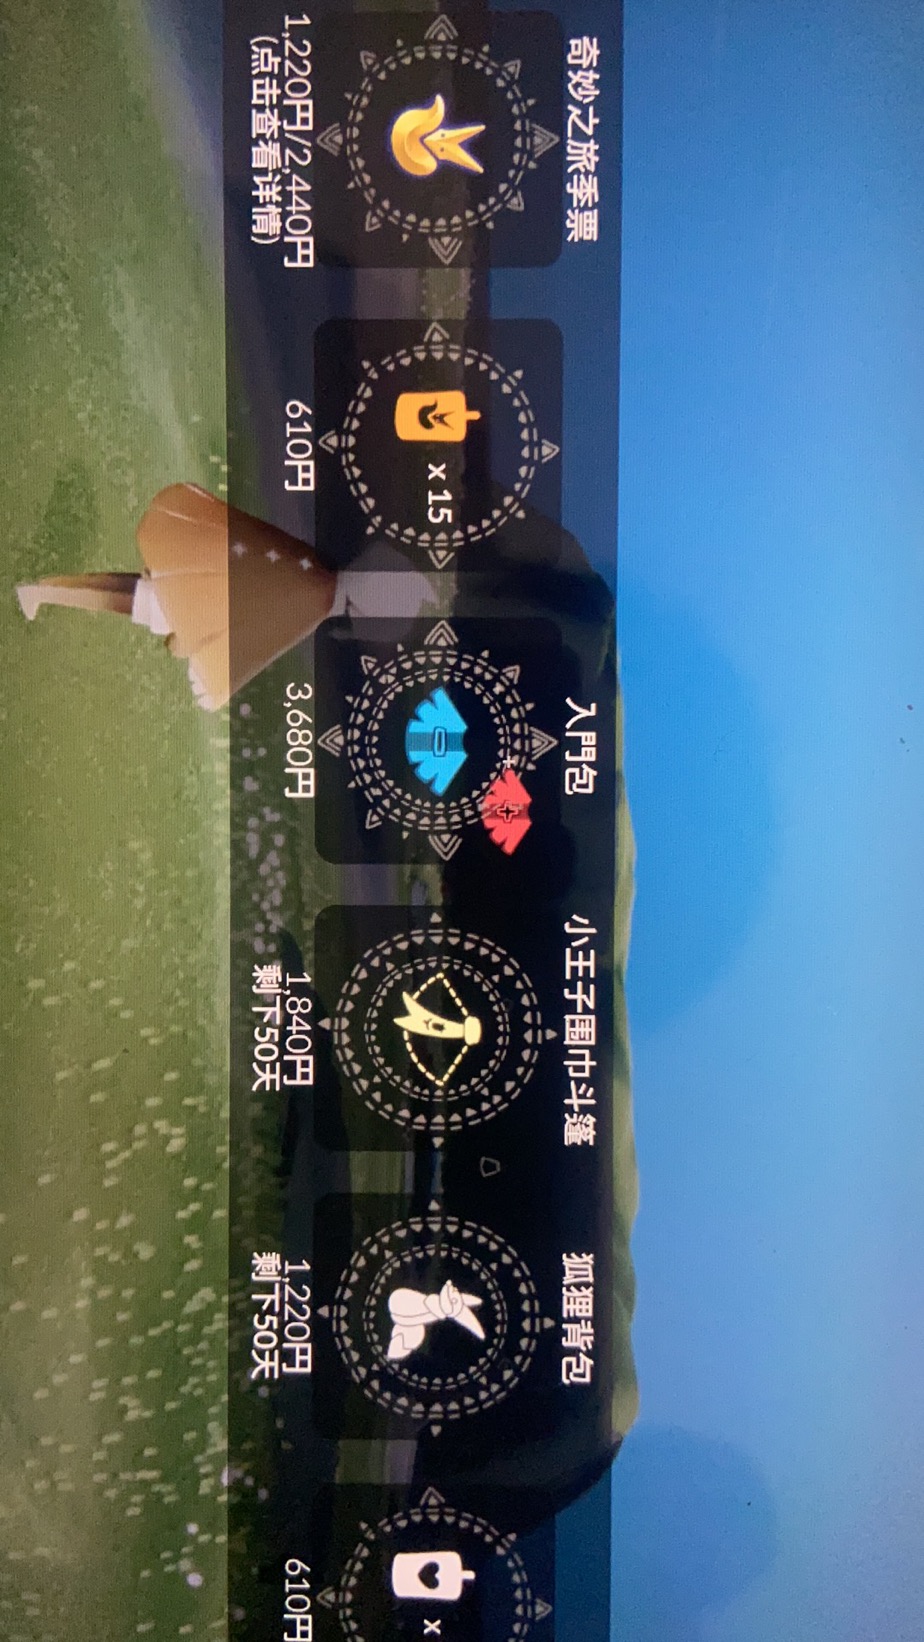 奇妙之旅季票
1,220円/2,440円
(点击查看详情)
x 15
610円
入門包
3,680円
小王子围巾斗篷
1,840円
剩下50天
狐狸背包
1,220円
剩下50天
x
610円